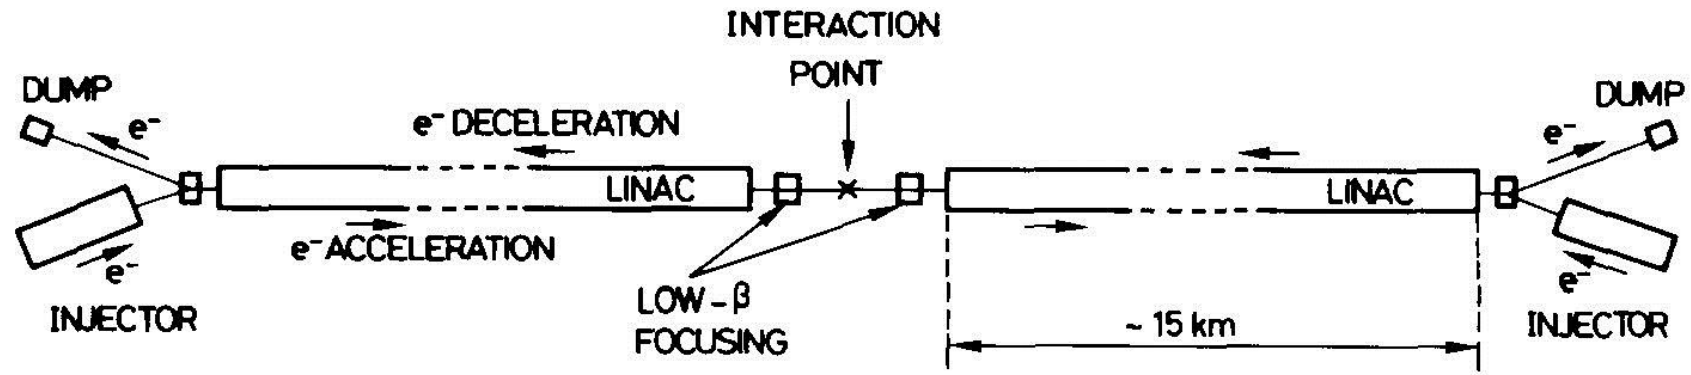 INTERACTION
POINT
DUMP
e⁻
e⁻ DECELERATION
DUMP
e⁻
LINAC
LINAC
e⁻ ACCELERATION
e⁻
INJECTOR
LOW-β
FOCUSING
~ 15 km
e⁻
INJECTOR